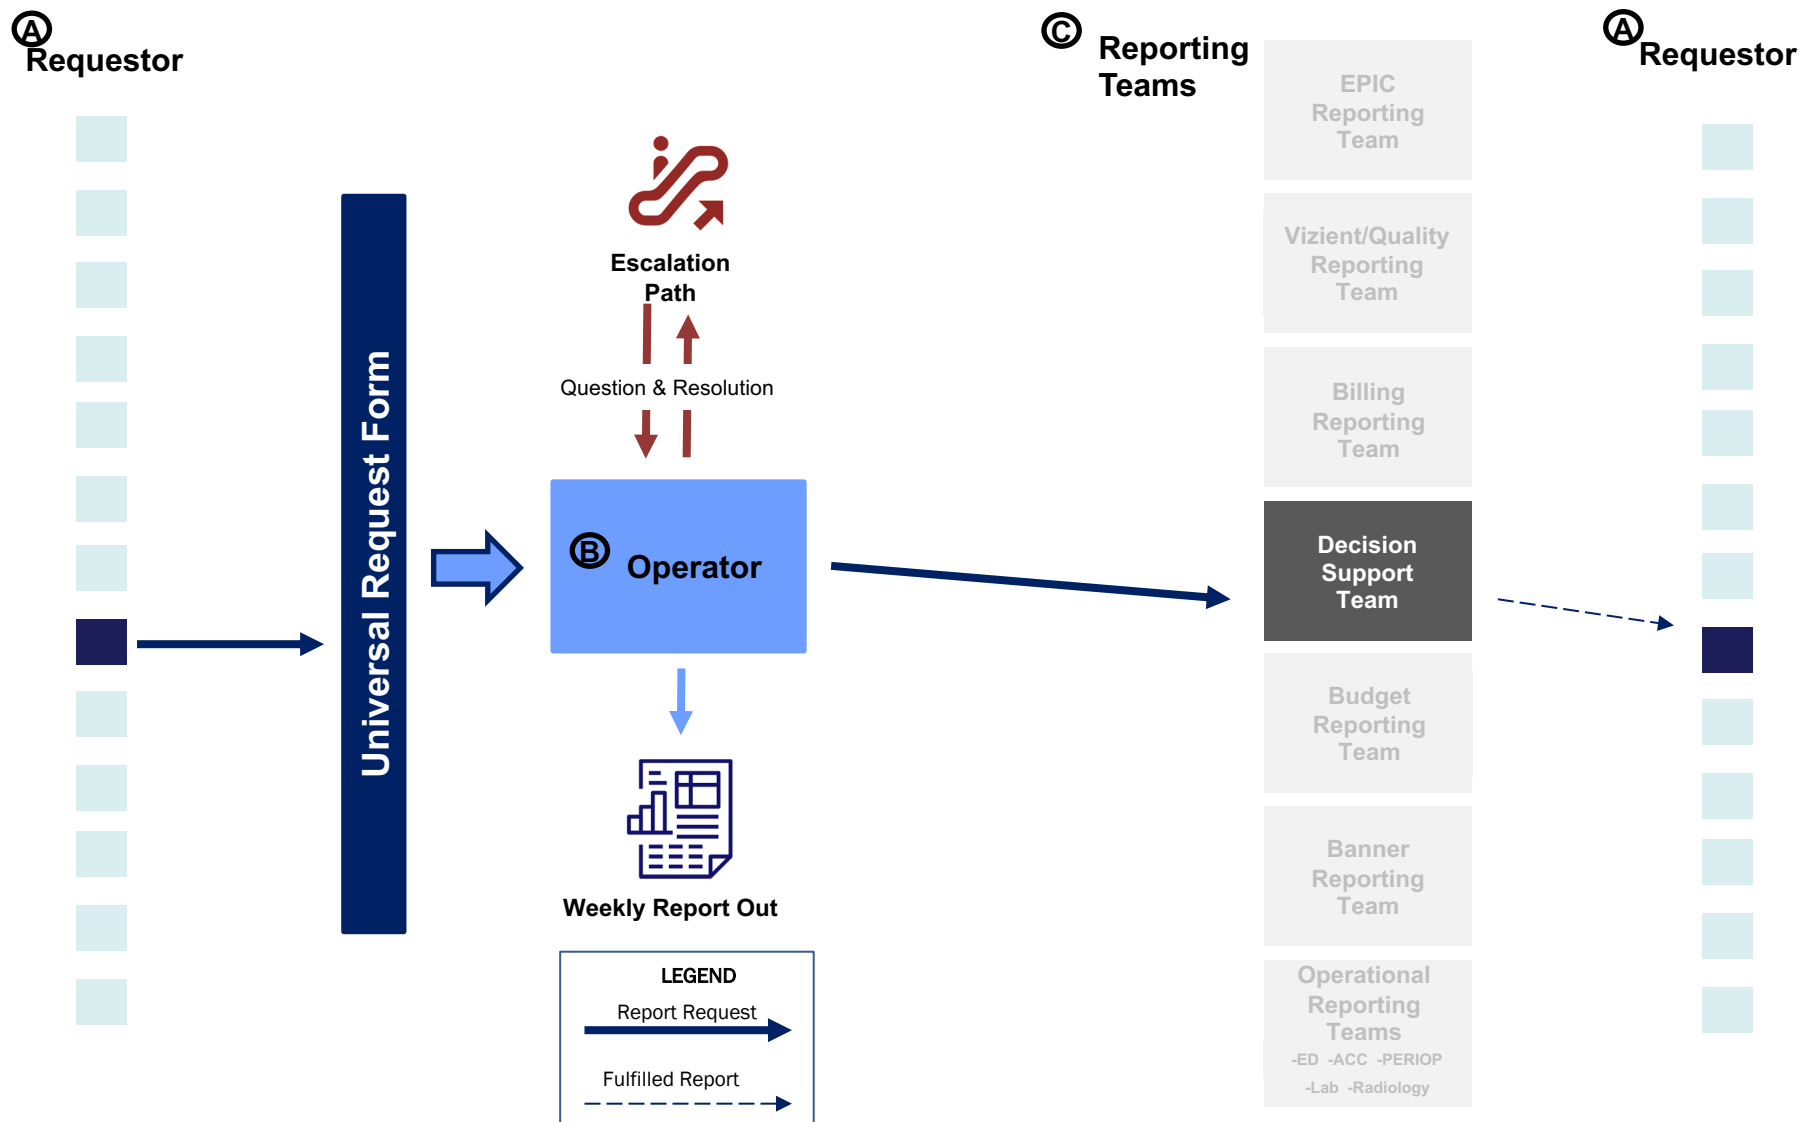 A
Requestor
Universal Request Form
Escalation
Path
Question & Resolution
B
Operator
Weekly Report Out
LEGEND
Report Request
Fulfilled Report
C
Reporting
Teams
EPIC
Reporting
Team
Vizient/Quality
Reporting
Team
Billing
Reporting
Team
Decision
Support
Team
Budget
Reporting
Team
Banner
Reporting
Team
Operational
Reporting
Teams
-ED -ACC -PERIOP
-Lab -Radiology
A
Requestor